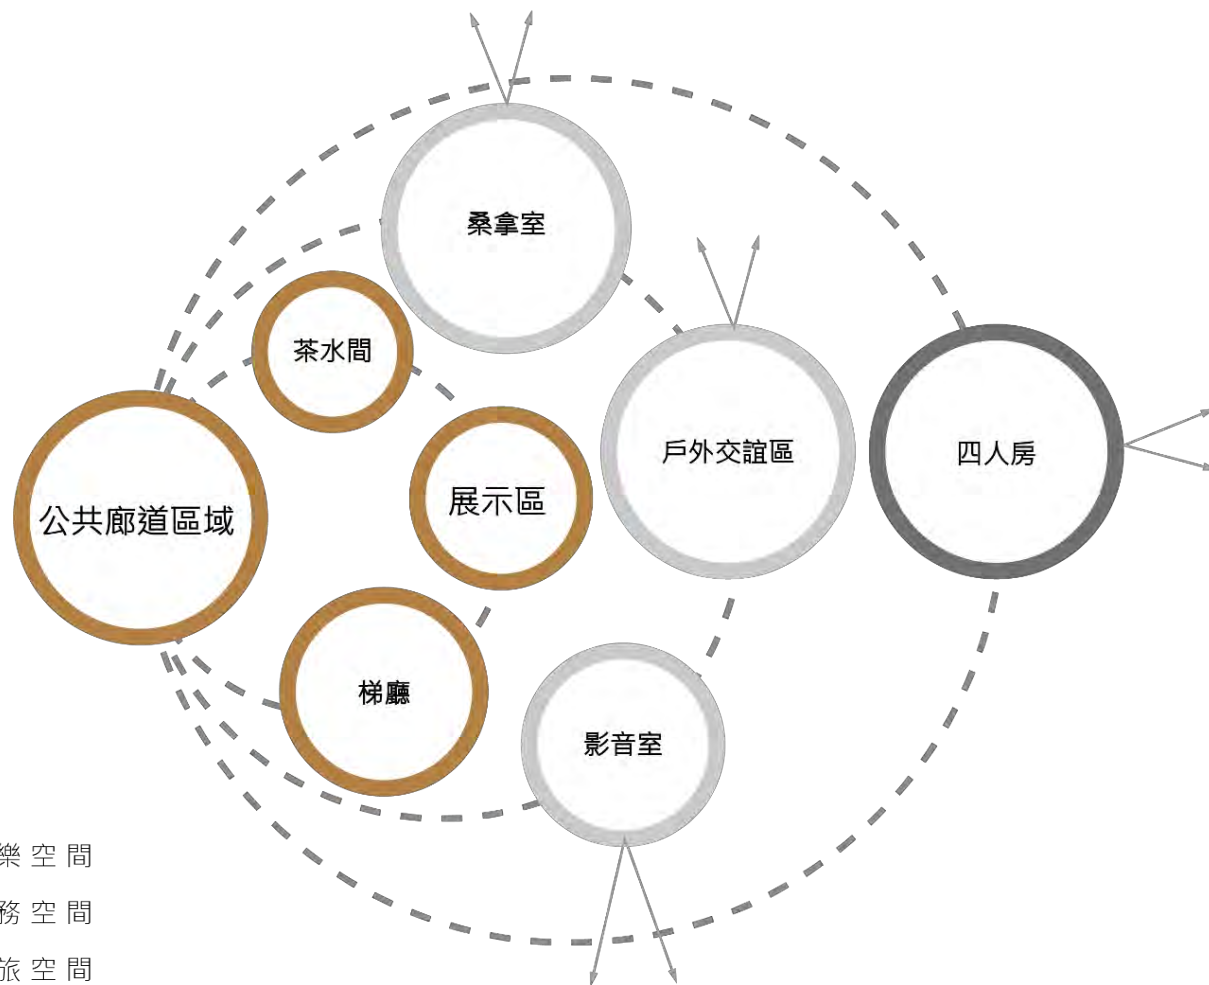 桑拿室
茶水間
戶外交誼區
四人房
展示區
公共廊道區域
梯廳
影音室
樂空間
務空間
旅空間